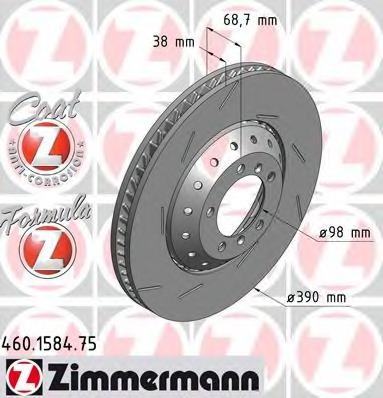 68,7 mm
38 mm
Coat
Z
ANTI-CORROSION
Formula
Z
ø98 mm
ø390 mm
460.1584.75
Z Zimmermann